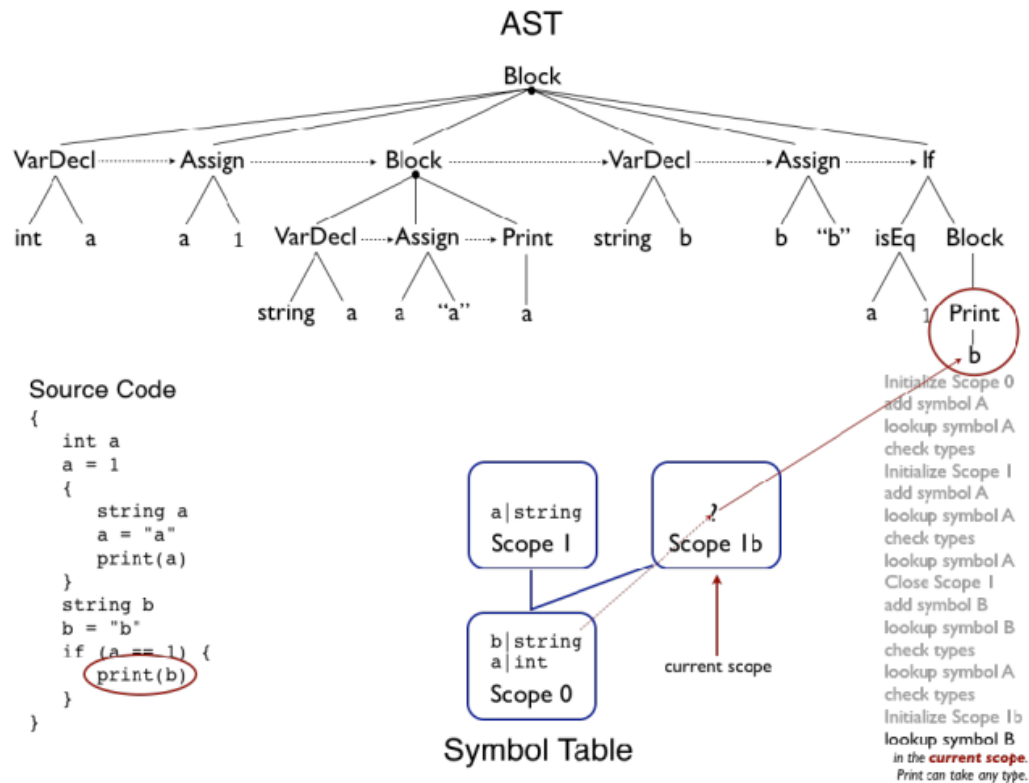 AST
Block
VarDecl Assign Block VarDecl Assign If
int a a 1 VarDecl Assign Print string b b “b” isEq Block
string a a “a” a a 1 Print
b
Source Code
{
int a
a = 1
{
string a
a = "a"
print(a)
}
string b
b = "b"
if (a == 1) {
print(b)
}
}
a|string
Scope 1
?
Scope 1b
b|string
a|int
Scope 0
current scope
Symbol Table
Initialize Scope 0
add symbol A
lookup symbol A
check types
Initialize Scope 1
add symbol A
lookup symbol A
check types
lookup symbol A
Close Scope 1
add symbol B
lookup symbol B
check types
lookup symbol A
check types
Initialize Scope 1b
lookup symbol B
in the current scope.
Print can take any type.